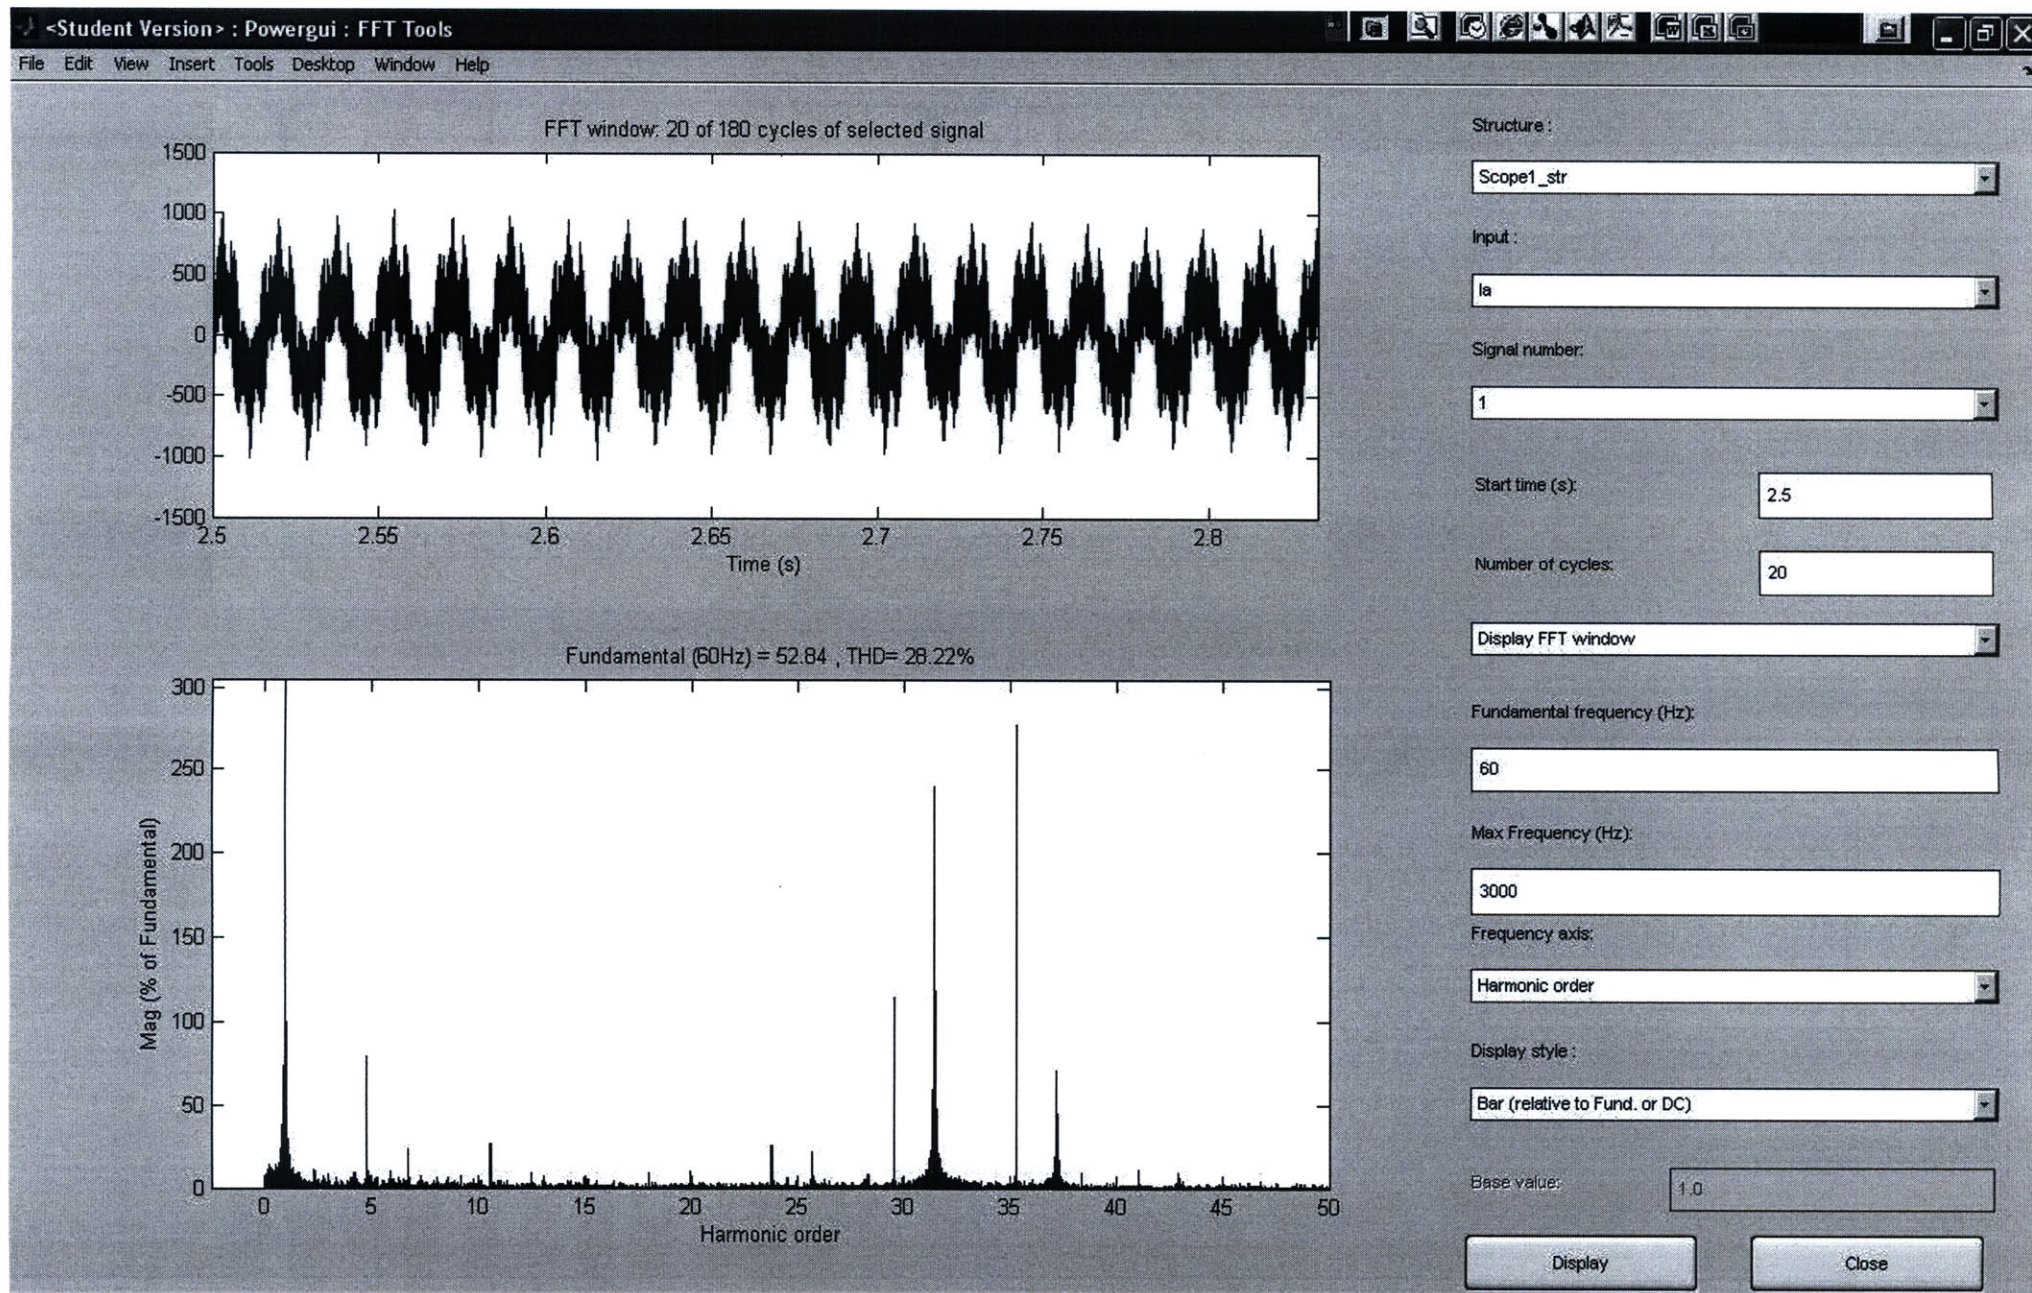 <Student Version> : Powergui : FFT Tools
File Edit View Insert Tools Desktop Window Help
FFT window: 20 of 180 cycles of selected signal
1500
1000
500
0
-500
-1000
-1500
2.5 2.55 2.6 2.65 2.7 2.75 2.8
Time (s)
Fundamental (60Hz) = 52.84 , THD= 28.22%
300
250
200
150
100
50
0
Mag (% of Fundamental)
0 5 10 15 20 25 30 35 40 45 50
Harmonic order
Structure :
Scope1_str
Input :
Ia
Signal number:
1
Start time (s):
2.5
Number of cycles:
20
Display FFT window
Fundamental frequency (Hz):
60
Max Frequency (Hz):
3000
Frequency axis:
Harmonic order
Display style :
Bar (relative to Fund. or DC)
Base value:
1.0
Display
Close